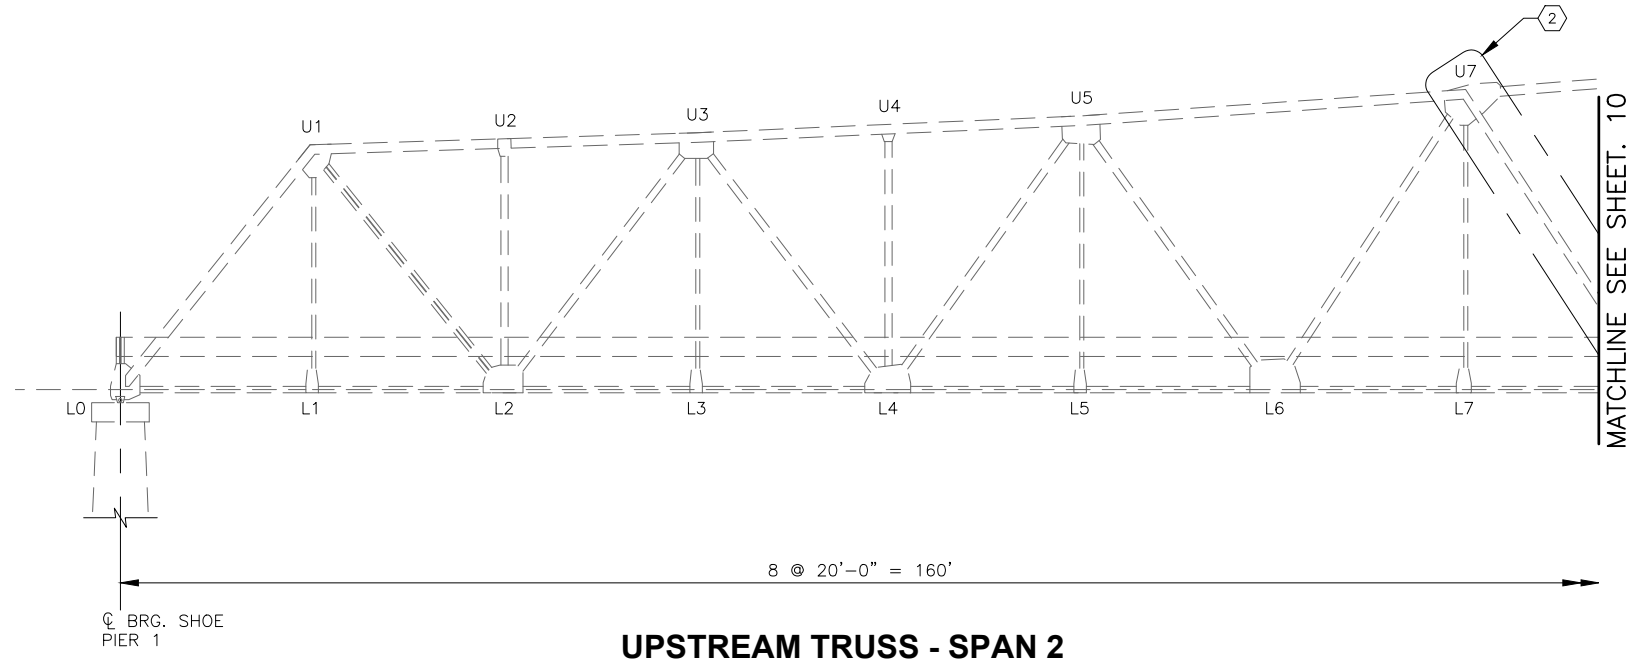 2
U7
U5
U4
U3
U2
U1
MATCHLINE SEE SHEET. 10
L0
L1
L2
L3
L4
L5
L6
L7
8 @ 20'-0" = 160'
℄ BRG. SHOE
PIER 1
UPSTREAM TRUSS - SPAN 2